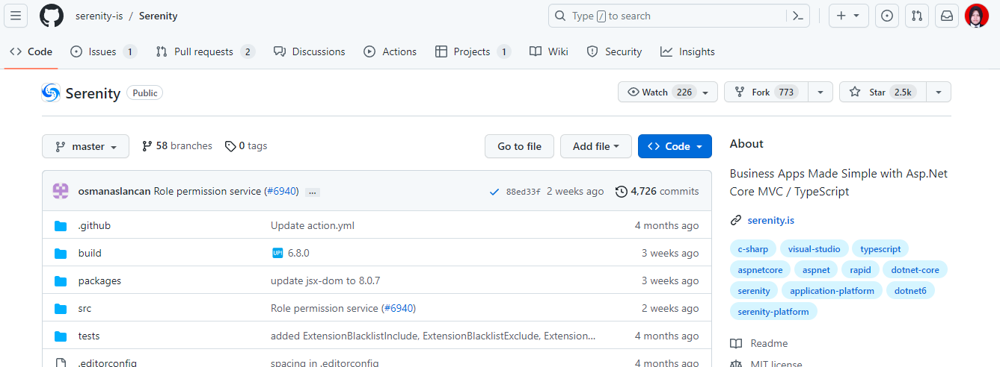 serenity-is / Serenity
Type / to search
Code Issues 1 Pull requests 2 Discussions Actions Projects 1 Wiki Security Insights
Serenity Public
Watch 226 Fork 773 Star 2.5k
master 58 branches 0 tags Go to file Add file Code
osmanaslancan Role permission service (#6940) ... 88ed33f 2 weeks ago 4,726 commits
.github Update action.yml 4 months ago
build UP! 6.8.0 3 weeks ago
packages update jsx-dom to 8.0.7 3 weeks ago
src Role permission service (#6940) 2 weeks ago
tests added ExtensionBlacklistInclude, ExtensionBlacklistExclude, Extension... 4 months ago
.editorconfig spacing in .editorconfig 4 months ago
About
Business Apps Made Simple with Asp.Net
Core MVC / TypeScript
serenity.is
c-sharp visual-studio typescript
aspnetcore aspnet rapid dotnet-core
serenity application-platform dotnet6
serenity-platform
Readme
MIT license